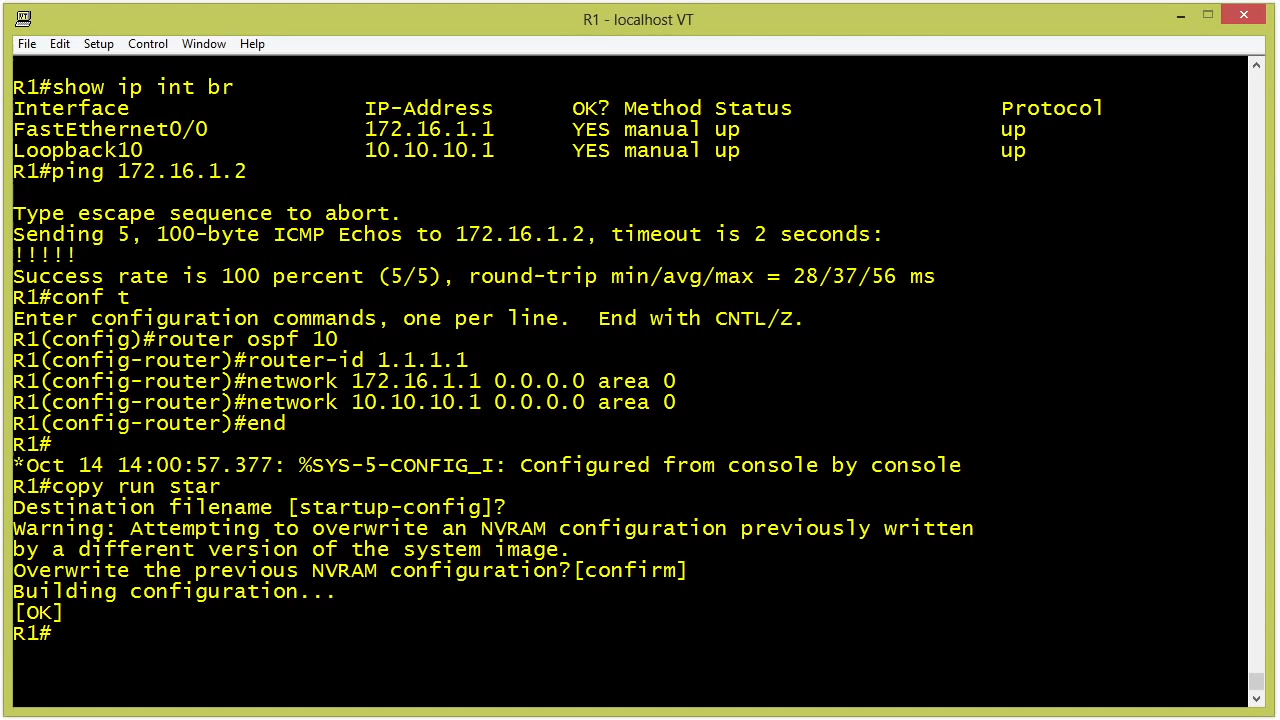 R1 - localhost VT
File Edit Setup Control Window Help
R1#show ip int br
Interface IP-Address OK? Method Status Protocol
FastEthernet0/0 172.16.1.1 YES manual up up
Loopback10 10.10.10.1 YES manual up up
R1#ping 172.16.1.2
Type escape sequence to abort.
Sending 5, 100-byte ICMP Echos to 172.16.1.2, timeout is 2 seconds:
!!!!!
Success rate is 100 percent (5/5), round-trip min/avg/max = 28/37/56 ms
R1#conf t
Enter configuration commands, one per line.  End with CNTL/Z.
R1(config)#router ospf 10
R1(config-router)#router-id 1.1.1.1
R1(config-router)#network 172.16.1.1 0.0.0.0 area 0
R1(config-router)#network 10.10.10.1 0.0.0.0 area 0
R1(config-router)#end
R1#
*Oct 14 14:00:57.377: %SYS-5-CONFIG_I: Configured from console by console
R1#copy run star
Destination filename [startup-config]?
Warning: Attempting to overwrite an NVRAM configuration previously written
by a different version of the system image.
Overwrite the previous NVRAM configuration?[confirm]
Building configuration...
[OK]
R1#